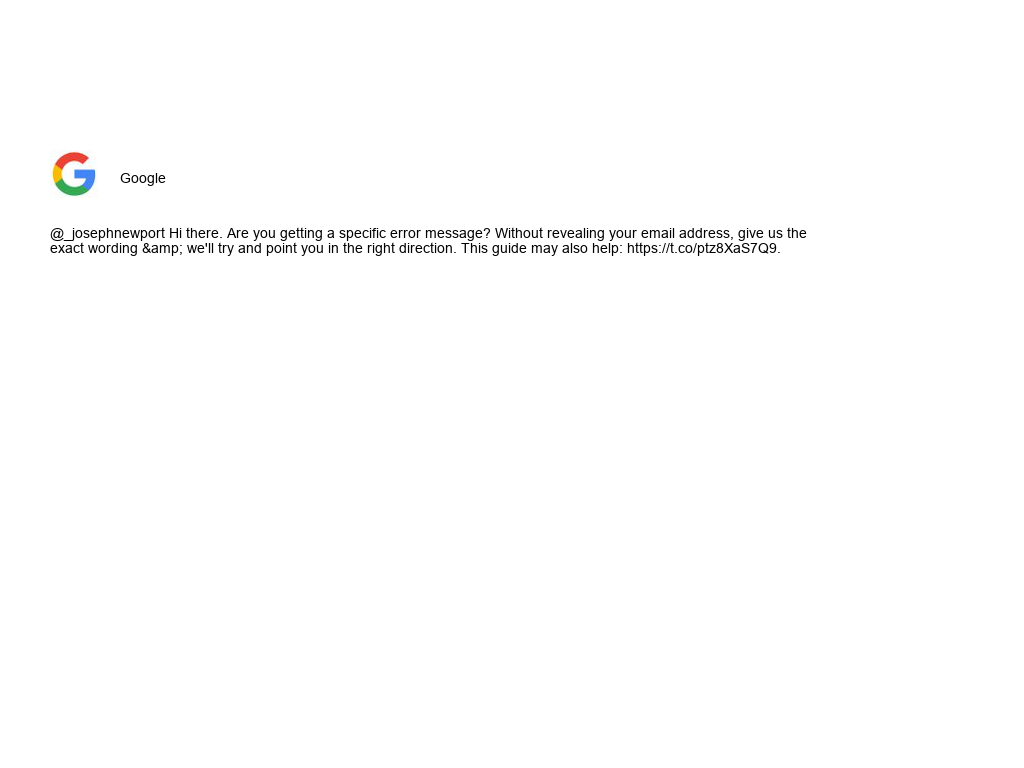 Google
@_josephnewport Hi there. Are you getting a specific error message? Without revealing your email address, give us the
exact wording &amp; we'll try and point you in the right direction. This guide may also help: https://t.co/ptz8XaS7Q9.